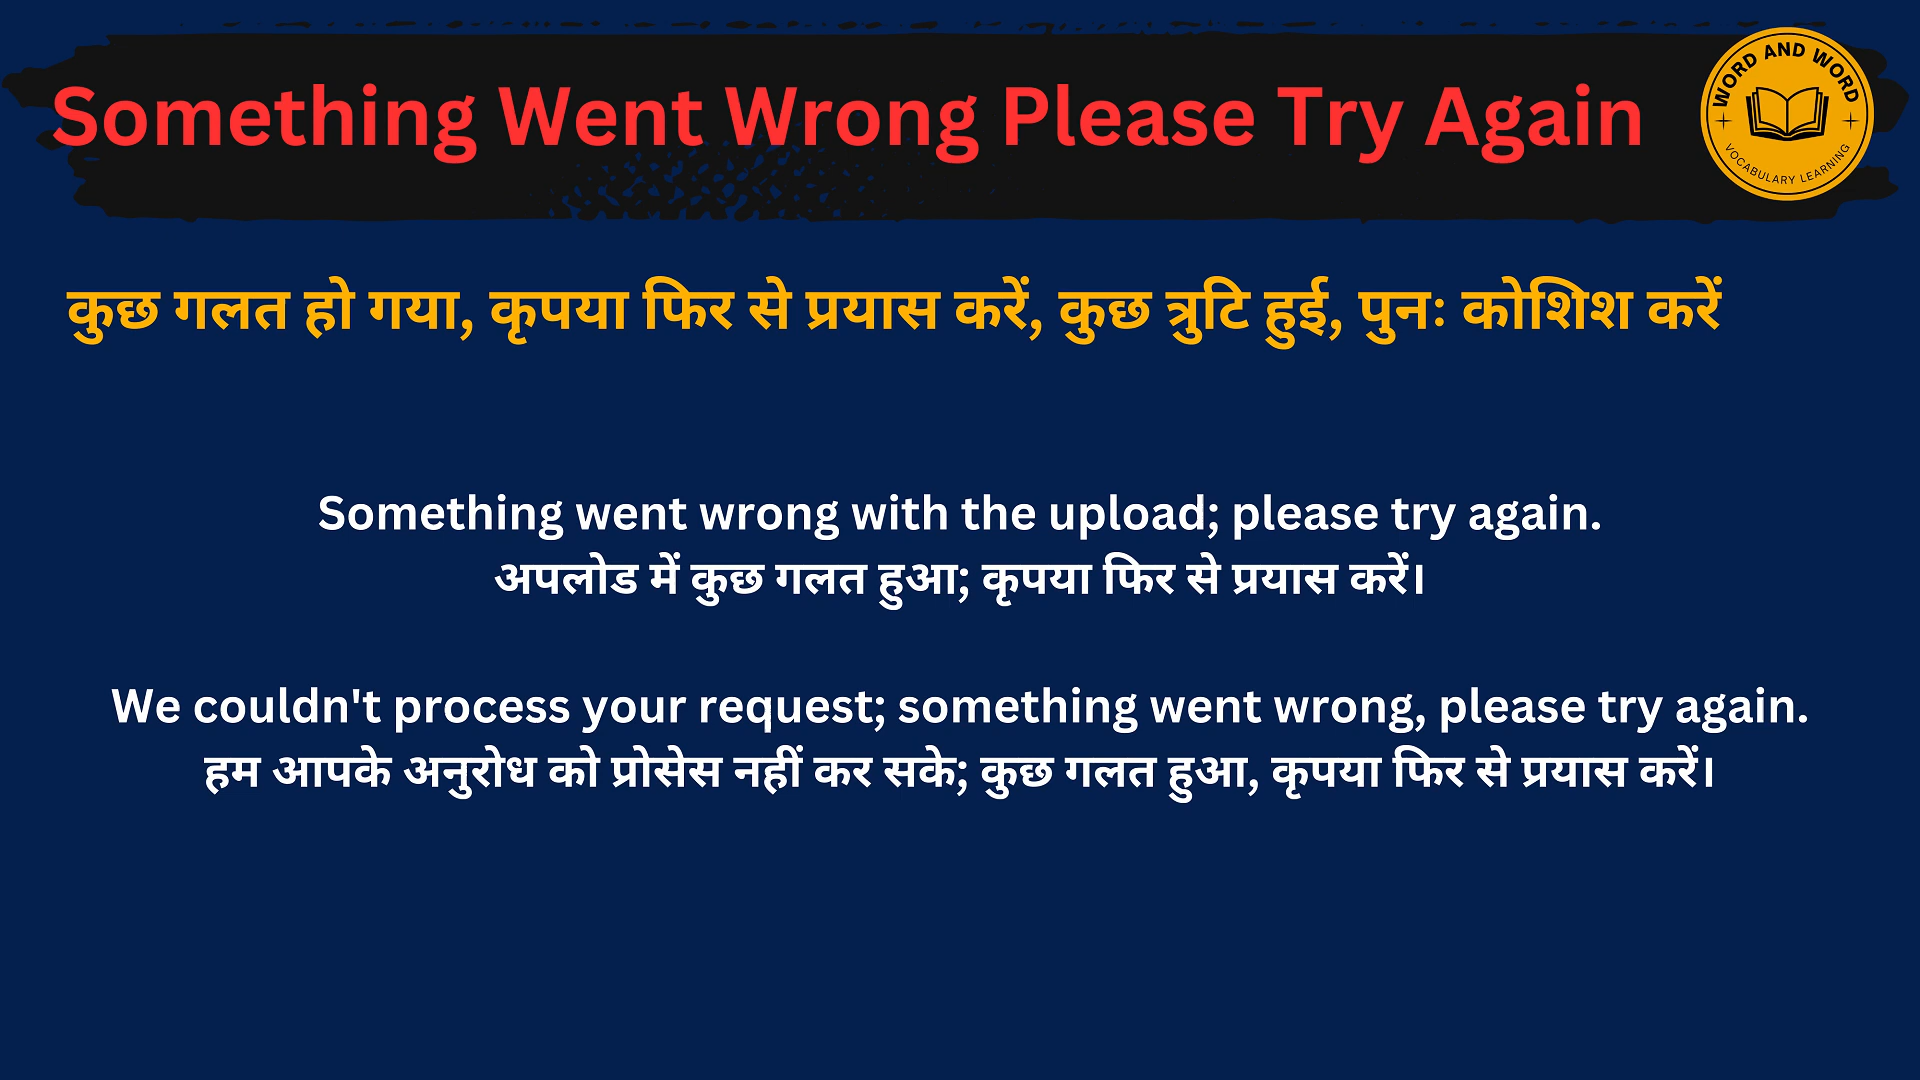 Something Went Wrong Please Try Again
WORD AND WORD
VOCABULARY LEARNING
कुछ गलत हो गया, कृपया फिर से प्रयास करें, कुछ त्रुटि हुई, पुनः कोशिश करें
Something went wrong with the upload; please try again.
अपलोड में कुछ गलत हुआ; कृपया फिर से प्रयास करें।
We couldn't process your request; something went wrong, please try again.
हम आपके अनुरोध को प्रोसेस नहीं कर सके; कुछ गलत हुआ, कृपया फिर से प्रयास करें।